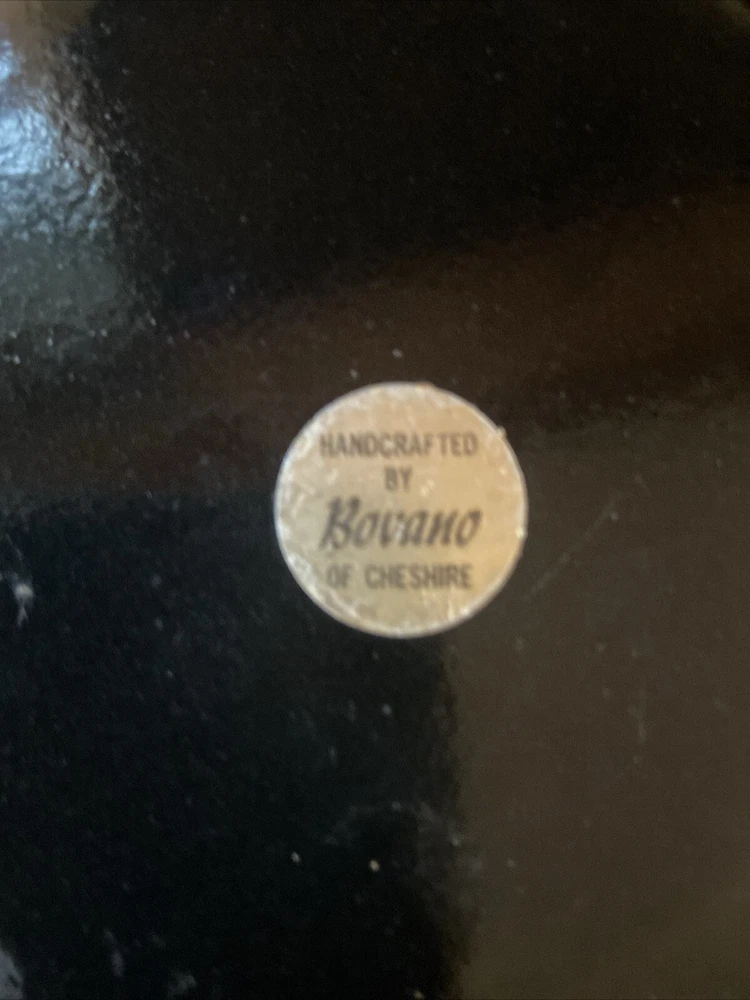 HANDCRAFTED
BY
Bovano
OF CHESHIRE